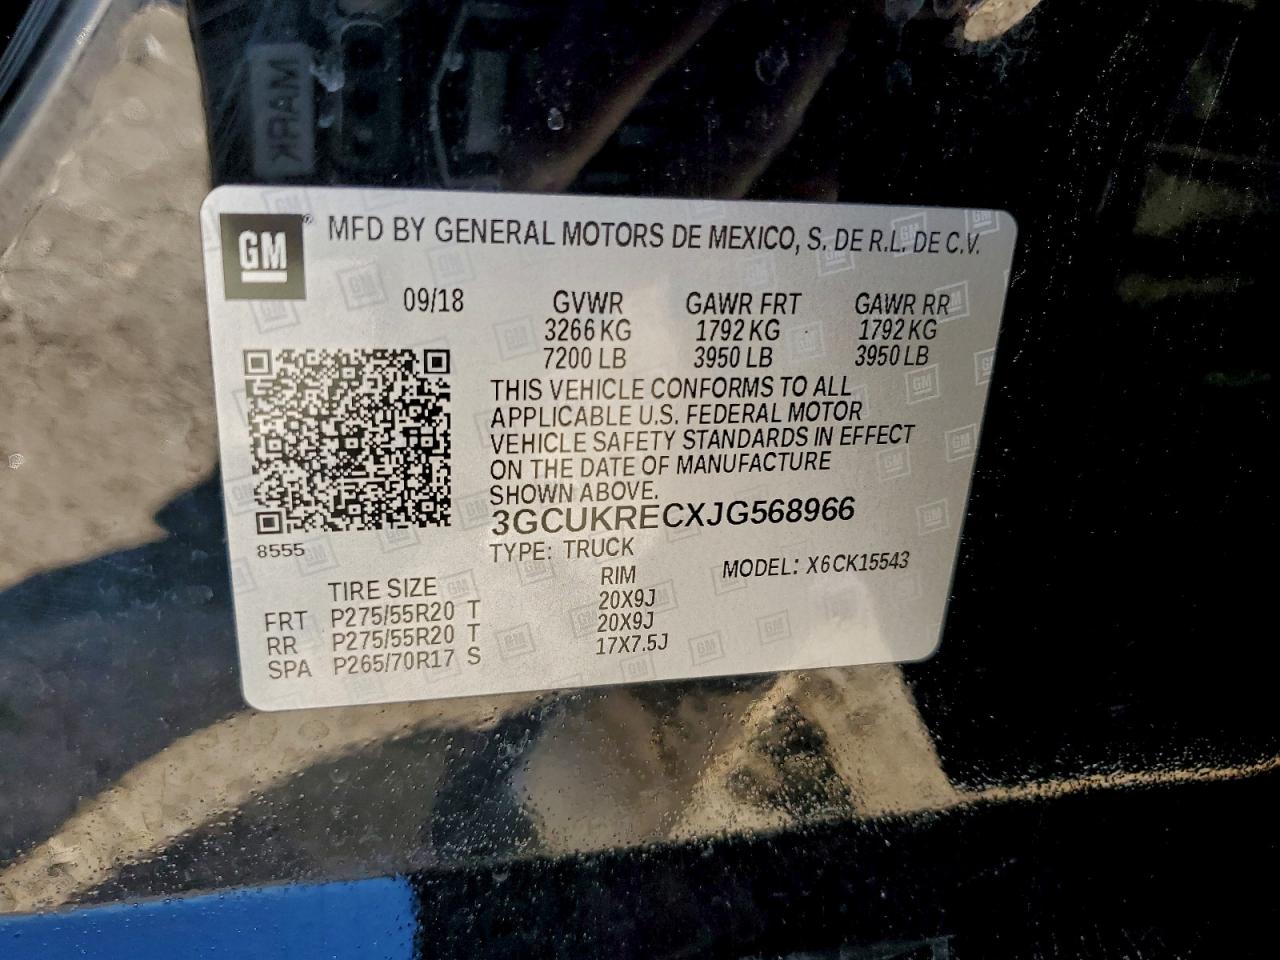 MARK
GM
MFD BY GENERAL MOTORS DE MEXICO, S. DE R.L. DE C.V.
09/18 GVWR GAWR FRT GAWR RR
3266 KG 1792 KG 1792 KG
7200 LB 3950 LB 3950 LB
THIS VEHICLE CONFORMS TO ALL
APPLICABLE U.S. FEDERAL MOTOR
VEHICLE SAFETY STANDARDS IN EFFECT
ON THE DATE OF MANUFACTURE
SHOWN ABOVE.
3GCUKRECXJG568966
8555
TYPE: TRUCK MODEL: X6CK15543
TIRE SIZE RIM
FRT P275/55R20 T 20X9J
RR P275/55R20 T 20X9J
SPA P265/70R17 S 17X7.5J